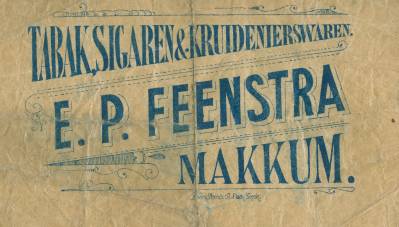 TABAK, SIGAREN & KRUIDENIERSWAREN.
E. P. FEENSTRA
MAKKUM.